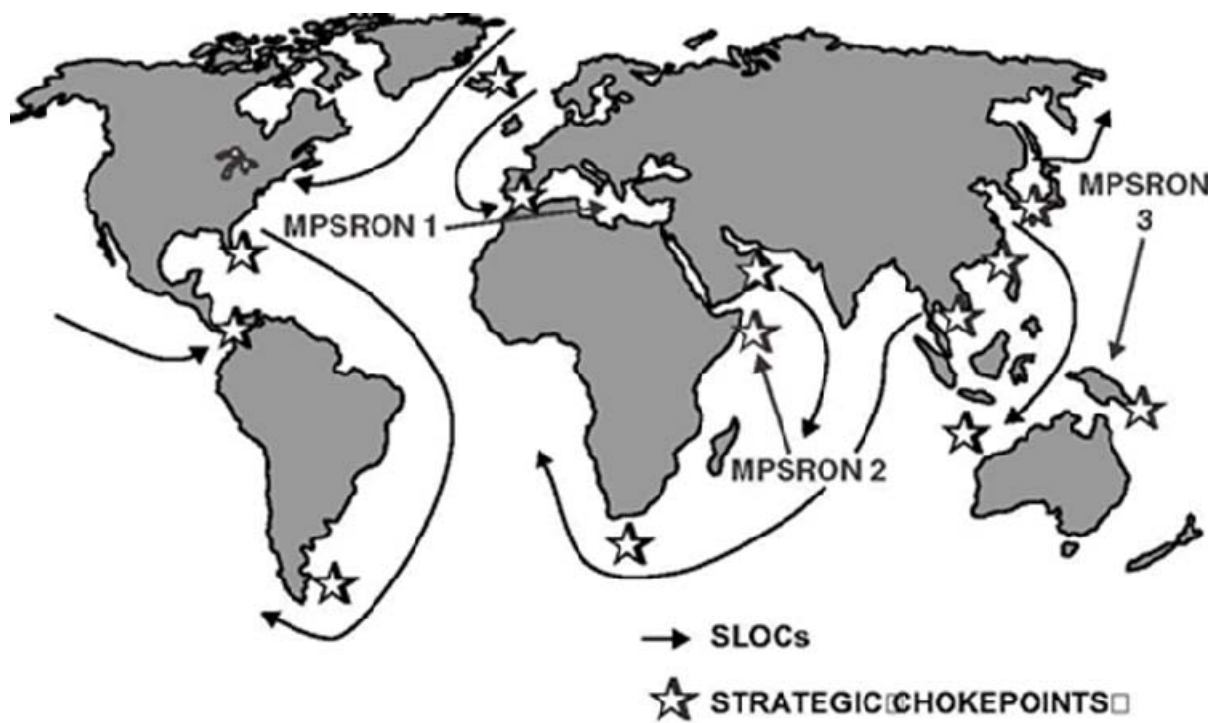 MPSRON 1
MPSRON
3
MPSRON 2
SLOCs
STRATEGIC□CHOKEPOINTS□